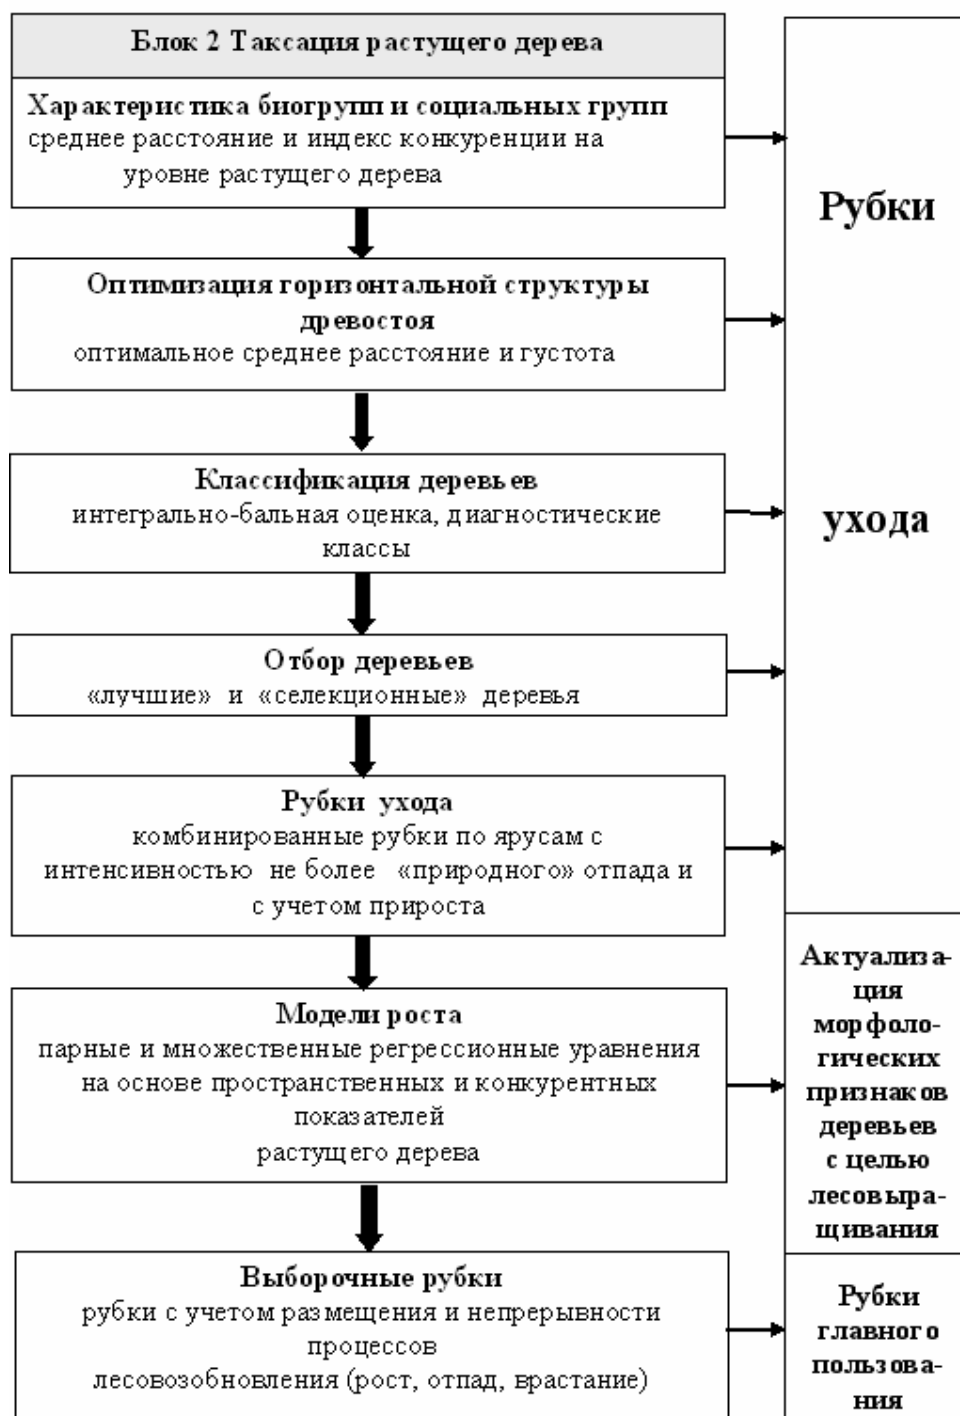 Блок 2 Таксация растущего дерева
Характеристика биогрупп и социальных групп
среднее расстояние и индекс конкуренции на
уровне растущего дерева
Оптимизация горизонтальной структуры
древостоя
оптимальное среднее расстояние и густота
Классификация деревьев
интегрально-бальная оценка, диагностические
классы
Отбор деревьев
«лучшие» и «селекционные» деревья
Рубки ухода
комбинированные рубки по ярусам с
интенсивностью не более «природного» отпада и
с учетом прироста
Модели роста
парные и множественные регрессионные уравнения
на основе пространственных и конкурентных
показателей
растущего дерева
Выборочные рубки
рубки с учетом размещения и непрерывности
процессов
лесовозобновления (рост, отпад, врастание)
Рубки
ухода
Актуализа-
ция
морфоло-
гических
признаков
деревьев
с целью
лесовыра-
щивания
Рубки
главного
пользова-
ния